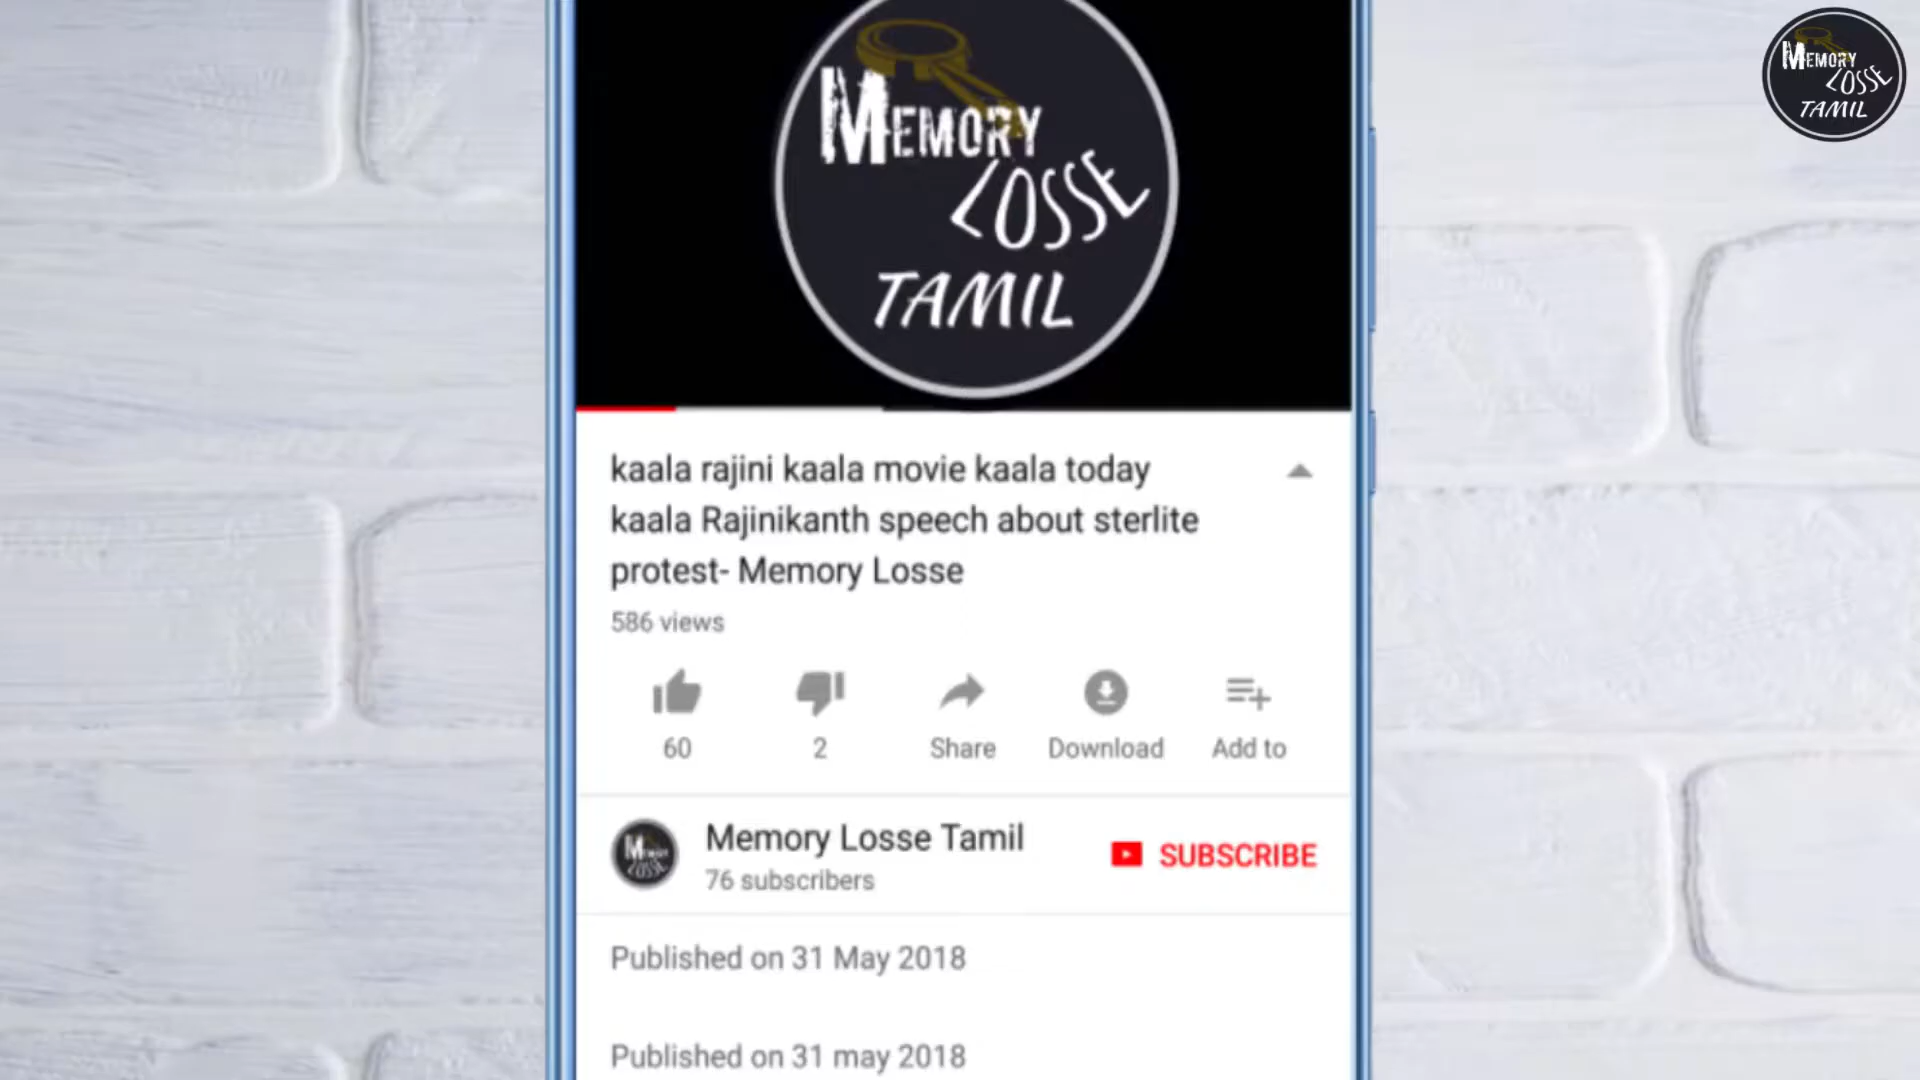 MEMORY
LOSSE
TAMIL
MEMORY
LOSSE
TAMIL
kaala rajini kaala movie kaala today
kaala Rajinikanth speech about sterlite
protest- Memory Losse
586 views
60
2
Share
Download
Add to
MEMORY
LOSSE
Memory Losse Tamil
76 subscribers
SUBSCRIBE
Published on 31 May 2018
Published on 31 may 2018